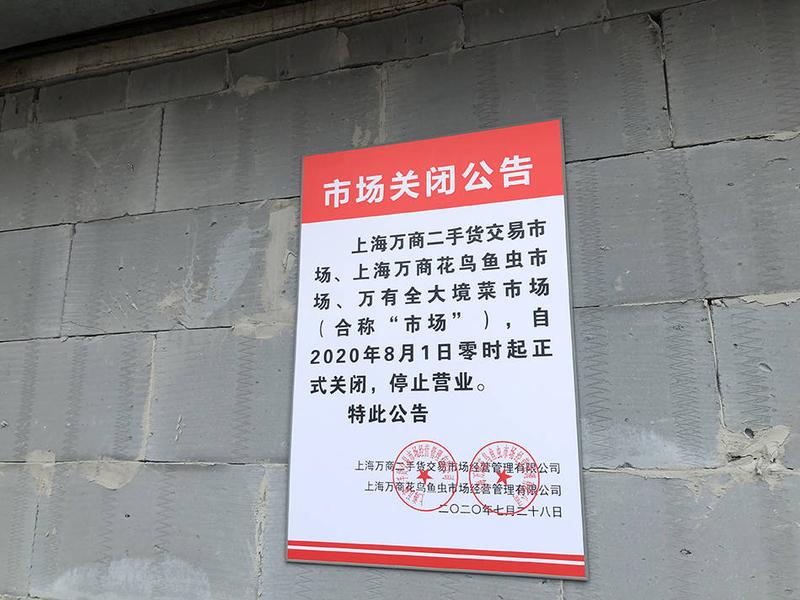 市场关闭公告
上海万商二手货交易市
场、上海万商花鸟鱼虫市
场、万有全大境菜市场
（合称“市场”），自
2020年8月1日零时起正
式关闭，停止营业。
特此公告
上海万商二手货交易市场经营管理有限公司
上海万商花鸟鱼虫市场经营管理有限公司
二〇二〇年七月二十八日